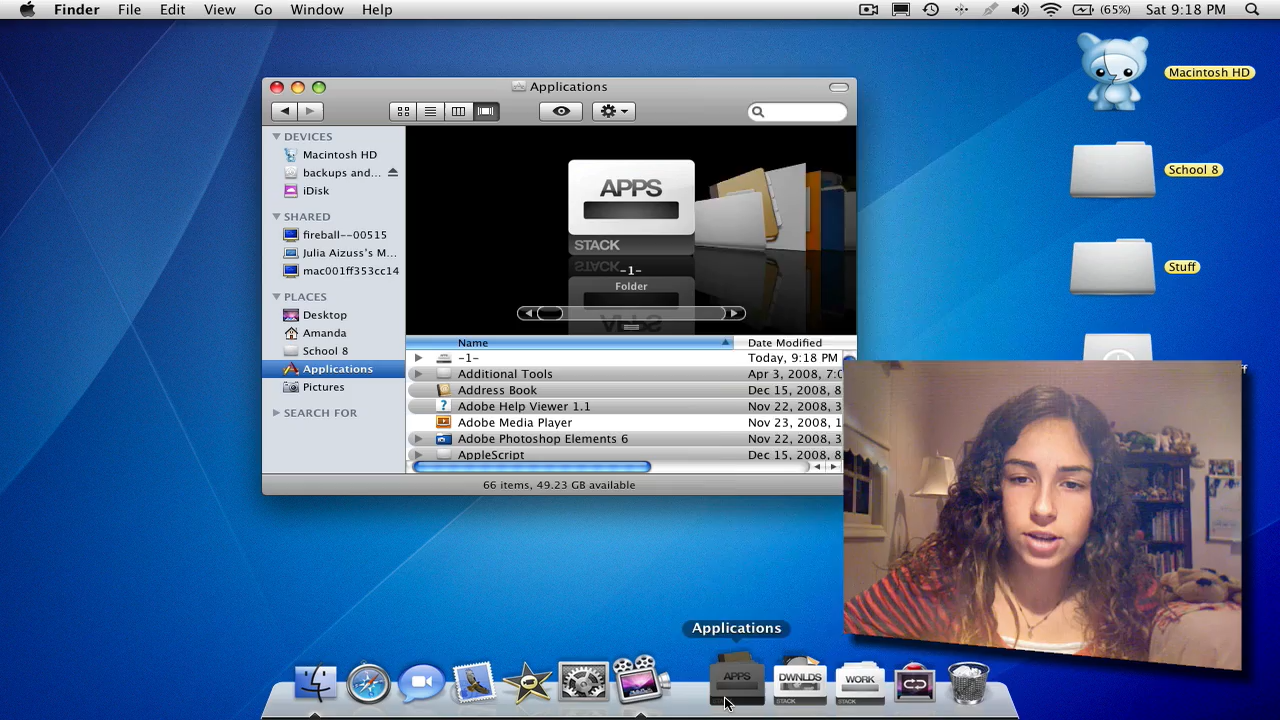 Finder File Edit View Go Window Help (65%) Sat 9:18 PM
Applications
Macintosh HD
School 8
Stuff
DEVICES
Macintosh HD
backups and...
iDisk
SHARED
fireball--00515
Julia Aizuss's M...
mac001ff353cc14
PLACES
Desktop
Amanda
School 8
Applications
Pictures
SEARCH FOR
APPS
STACK
-1-
Folder
Name Date Modified
-1- Today, 9:18 PM
Additional Tools Apr 3, 2008, 7:0
Address Book Dec 15, 2008, 8
Adobe Help Viewer 1.1 Nov 22, 2008, 3
Adobe Media Player Nov 23, 2008, 1
Adobe Photoshop Elements 6 Nov 22, 2008, 3
AppleScript Dec 15, 2008, 8
66 items, 49.23 GB available
Applications
APPS DWNLDS WORK
STACK STACK